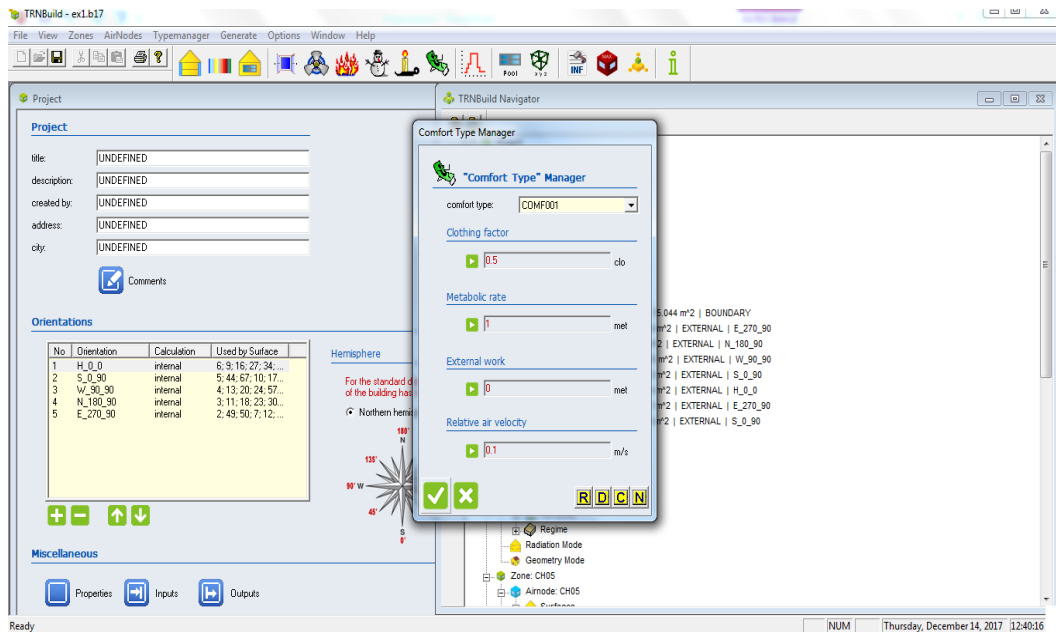 TRNBuild - ex1.b17
File View Zones AirNodes Typemanager Generate Options Window Help
Pool
x y z
INF
Project
Project
title: UNDEFINED
description: UNDEFINED
created by: UNDEFINED
address: UNDEFINED
city: UNDEFINED
Comments
Orientations
No Orientation Calculation Used by Surface
1 H_0_0 internal 6; 9; 16; 27; 34; ...
2 S_0_90 internal 5; 44; 67; 10; 17...
3 W_90_90 internal 4; 13; 20; 24; 57...
4 N_180_90 internal 3; 11; 18; 23; 30...
5 E_270_90 internal 2; 49; 50; 7; 12; ...
Hemisphere
For the standard d
of the building has
Northern hemis
180°
N
135°
90° W
45°
S
0°
Miscellaneous
Properties Inputs Outputs
TRNBuild Navigator
5.044 m^2 | BOUNDARY
m^2 | EXTERNAL | E_270_90
2 | EXTERNAL | N_180_90
m^2 | EXTERNAL | W_90_90
m^2 | EXTERNAL | S_0_90
m^2 | EXTERNAL | H_0_0
m^2 | EXTERNAL | E_270_90
m^2 | EXTERNAL | S_0_90
Regime
Radiation Mode
Geometry Mode
Zone: CH05
Airnode: CH05
Surfaces
Comfort Type Manager
"Comfort Type" Manager
comfort type: COMF001
Clothing factor
0.5 clo
Metabolic rate
1 met
External work
0 met
Relative air velocity
0.1 m/s
R D C N
Ready
NUM Thursday, December 14, 2017 12:40:16